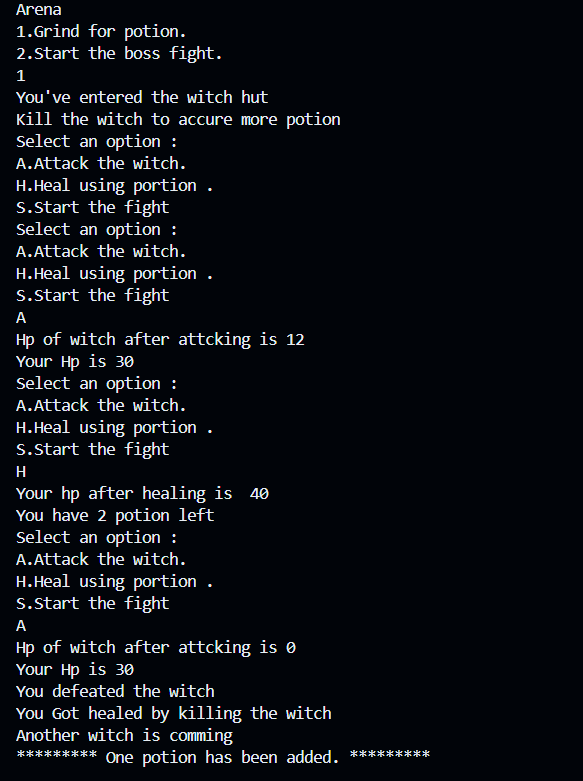 Arena
1.Grind for potion.
2.Start the boss fight.
1
You've entered the witch hut
Kill the witch to accure more potion
Select an option :
A.Attack the witch.
H.Heal using portion .
S.Start the fight
Select an option :
A.Attack the witch.
H.Heal using portion .
S.Start the fight
A
Hp of witch after attcking is 12
Your Hp is 30
Select an option :
A.Attack the witch.
H.Heal using portion .
S.Start the fight
H
Your hp after healing is  40
You have 2 potion left
Select an option :
A.Attack the witch.
H.Heal using portion .
S.Start the fight
A
Hp of witch after attcking is 0
Your Hp is 30
You defeated the witch
You Got healed by killing the witch
Another witch is comming
********* One potion has been added. *********